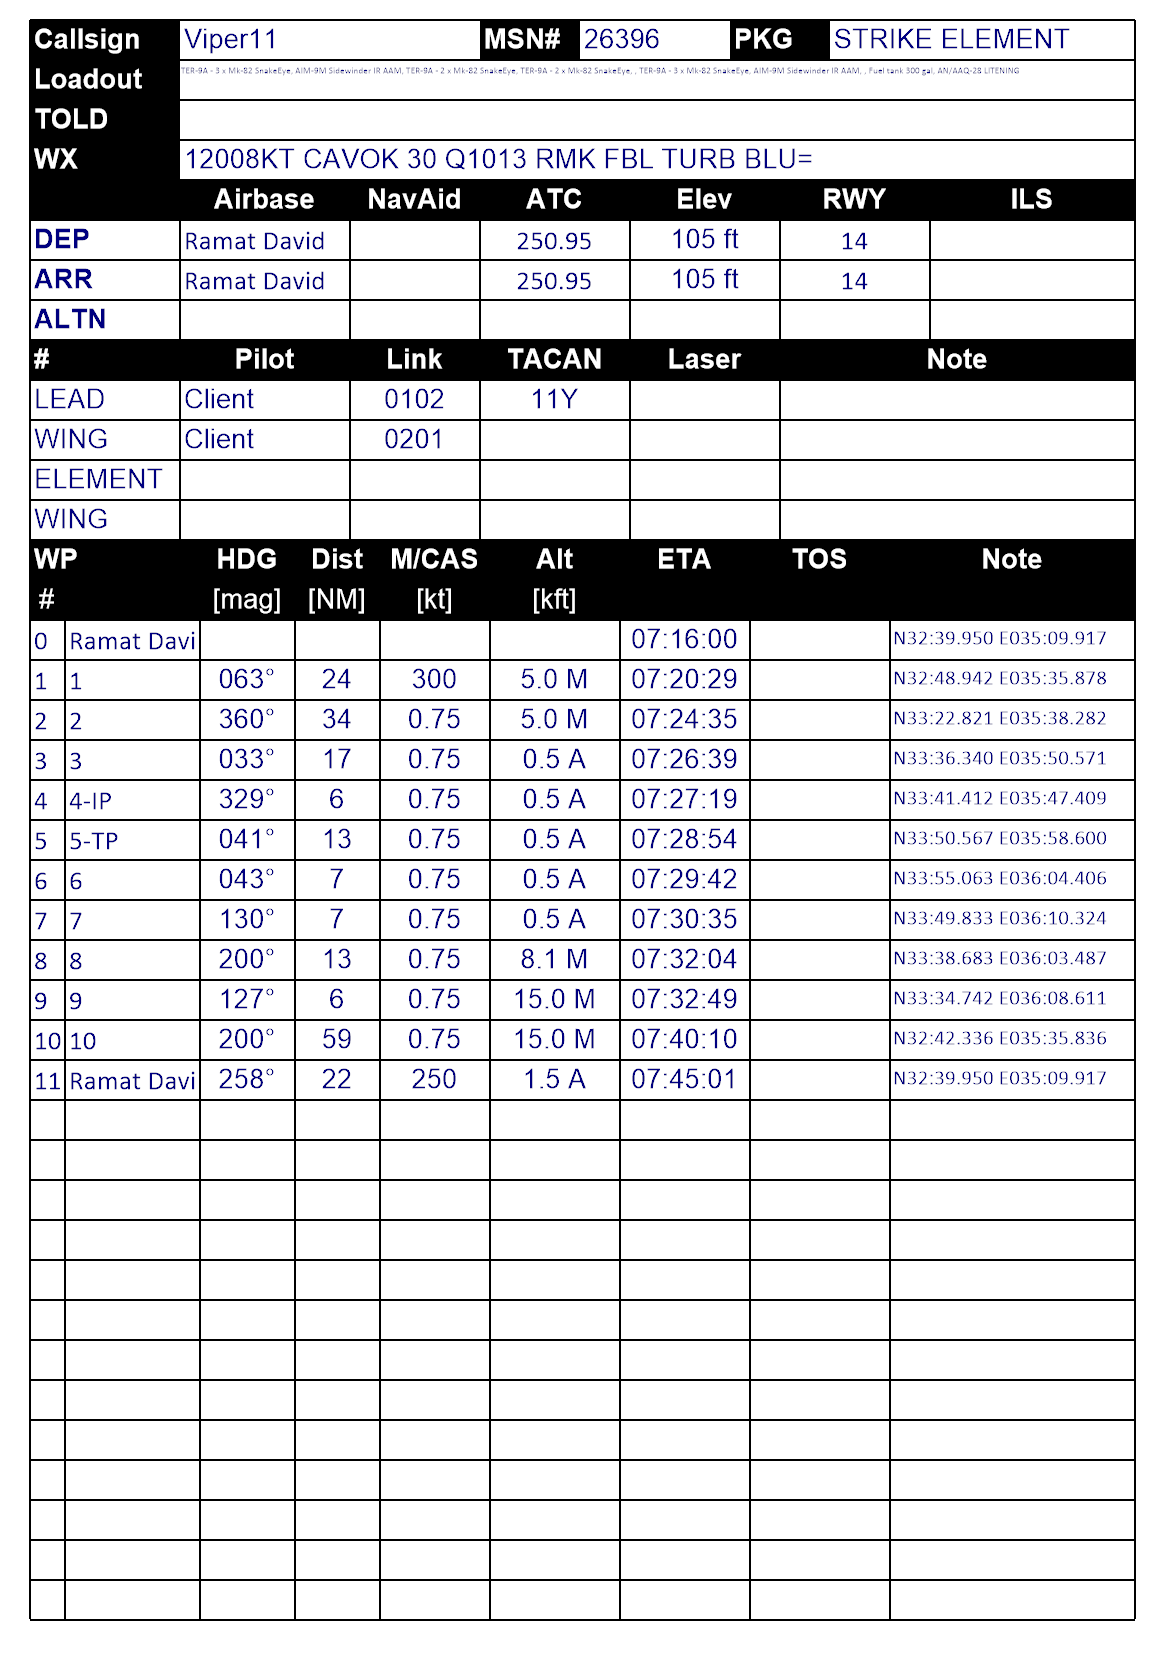 Callsign Viper11 MSN# 26396 PKG STRIKE ELEMENT
Loadout TER-9A - 3 x Mk-82 SnakeEye, AIM-9M Sidewinder IR AAM, TER-9A - 2 x Mk-82 SnakeEye, TER-9A - 2 x Mk-82 SnakeEye, , TER-9A - 3 x Mk-82 SnakeEye, AIM-9M Sidewinder IR AAM, , Fuel tank 300 gal, AN/AAQ-28 LITENING
TOLD
WX 12008KT CAVOK 30 Q1013 RMK FBL TURB BLU=
Airbase NavAid ATC Elev RWY ILS
DEP Ramat David 250.95 105 ft 14
ARR Ramat David 250.95 105 ft 14
ALTN
# Pilot Link TACAN Laser Note
LEAD Client 0102 11Y
WING Client 0201
ELEMENT
WING
WP HDG Dist M/CAS Alt ETA TOS Note
# [mag] [NM] [kt] [kft]
0 Ramat Davi 07:16:00 N32:39.950 E035:09.917
1 1 063° 24 300 5.0 M 07:20:29 N32:48.942 E035:35.878
2 2 360° 34 0.75 5.0 M 07:24:35 N33:22.821 E035:38.282
3 3 033° 17 0.75 0.5 A 07:26:39 N33:36.340 E035:50.571
4 4-IP 329° 6 0.75 0.5 A 07:27:19 N33:41.412 E035:47.409
5 5-TP 041° 13 0.75 0.5 A 07:28:54 N33:50.567 E035:58.600
6 6 043° 7 0.75 0.5 A 07:29:42 N33:55.063 E036:04.406
7 7 130° 7 0.75 0.5 A 07:30:35 N33:49.833 E036:10.324
8 8 200° 13 0.75 8.1 M 07:32:04 N33:38.683 E036:03.487
9 9 127° 6 0.75 15.0 M 07:32:49 N33:34.742 E036:08.611
10 10 200° 59 0.75 15.0 M 07:40:10 N32:42.336 E035:35.836
11 Ramat Davi 258° 22 250 1.5 A 07:45:01 N32:39.950 E035:09.917